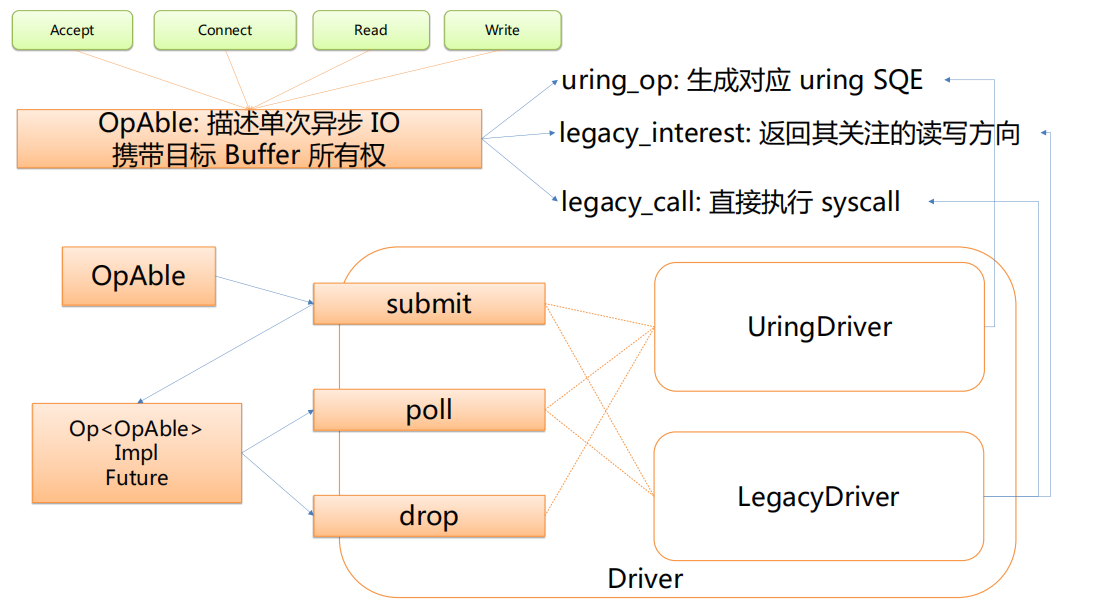 Accept
Connect
Read
Write
OpAble: 描述单次异步 IO
携带目标 Buffer 所有权
uring_op: 生成对应 uring SQE
legacy_interest: 返回其关注的读写方向
legacy_call: 直接执行 syscall
OpAble
submit
poll
drop
Op<OpAble>
Impl
Future
UringDriver
LegacyDriver
Driver